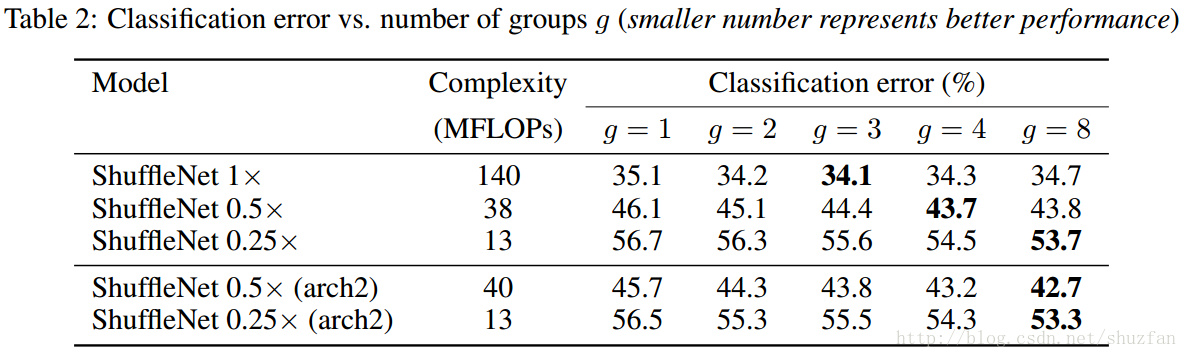 Table 2: Classification error vs. number of groups g (smaller number represents better performance)
Model Complexity Classification error (%)
(MFLOPs) g = 1 g = 2 g = 3 g = 4 g = 8
ShuffleNet 1× 140 35.1 34.2 34.1 34.3 34.7
ShuffleNet 0.5× 38 46.1 45.1 44.4 43.7 43.8
ShuffleNet 0.25× 13 56.7 56.3 55.6 54.5 53.7
ShuffleNet 0.5× (arch2) 40 45.7 44.3 43.8 43.2 42.7
ShuffleNet 0.25× (arch2) 13 56.5 55.3 55.5 54.3 53.3
http://blog.csdn.net/shuzfan